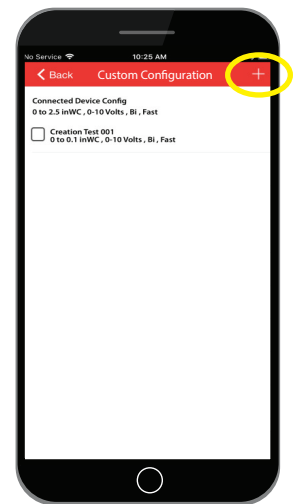 No Service 10:25 AM
Back Custom Configuration +
Connected Device Config
0 to 2.5 inWC , 0-10 Volts , Bi , Fast
Creation Test 001
0 to 0.1 inWC , 0-10 Volts , Bi , Fast